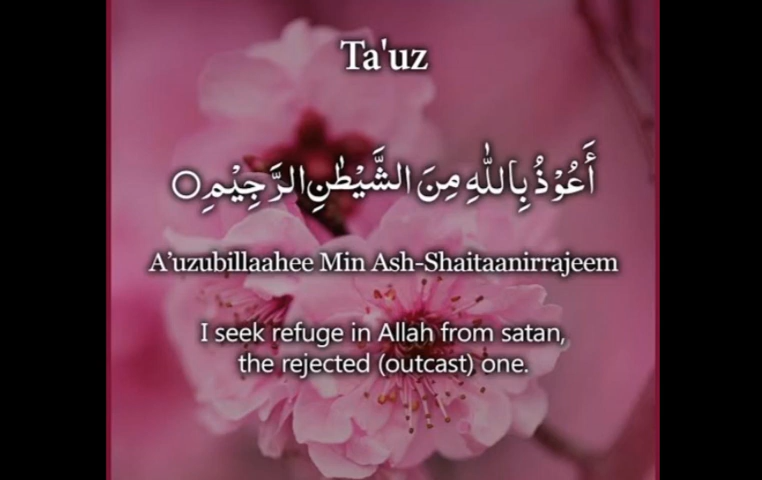 Ta'uz
أَعُوْذُ بِاللّٰهِ مِنَ الشَّيْطٰنِ الرَّجِيْمِ○
A’uzubillaahee Min Ash-Shaitaanirrajeem
I seek refuge in Allah from satan,
the rejected (outcast) one.